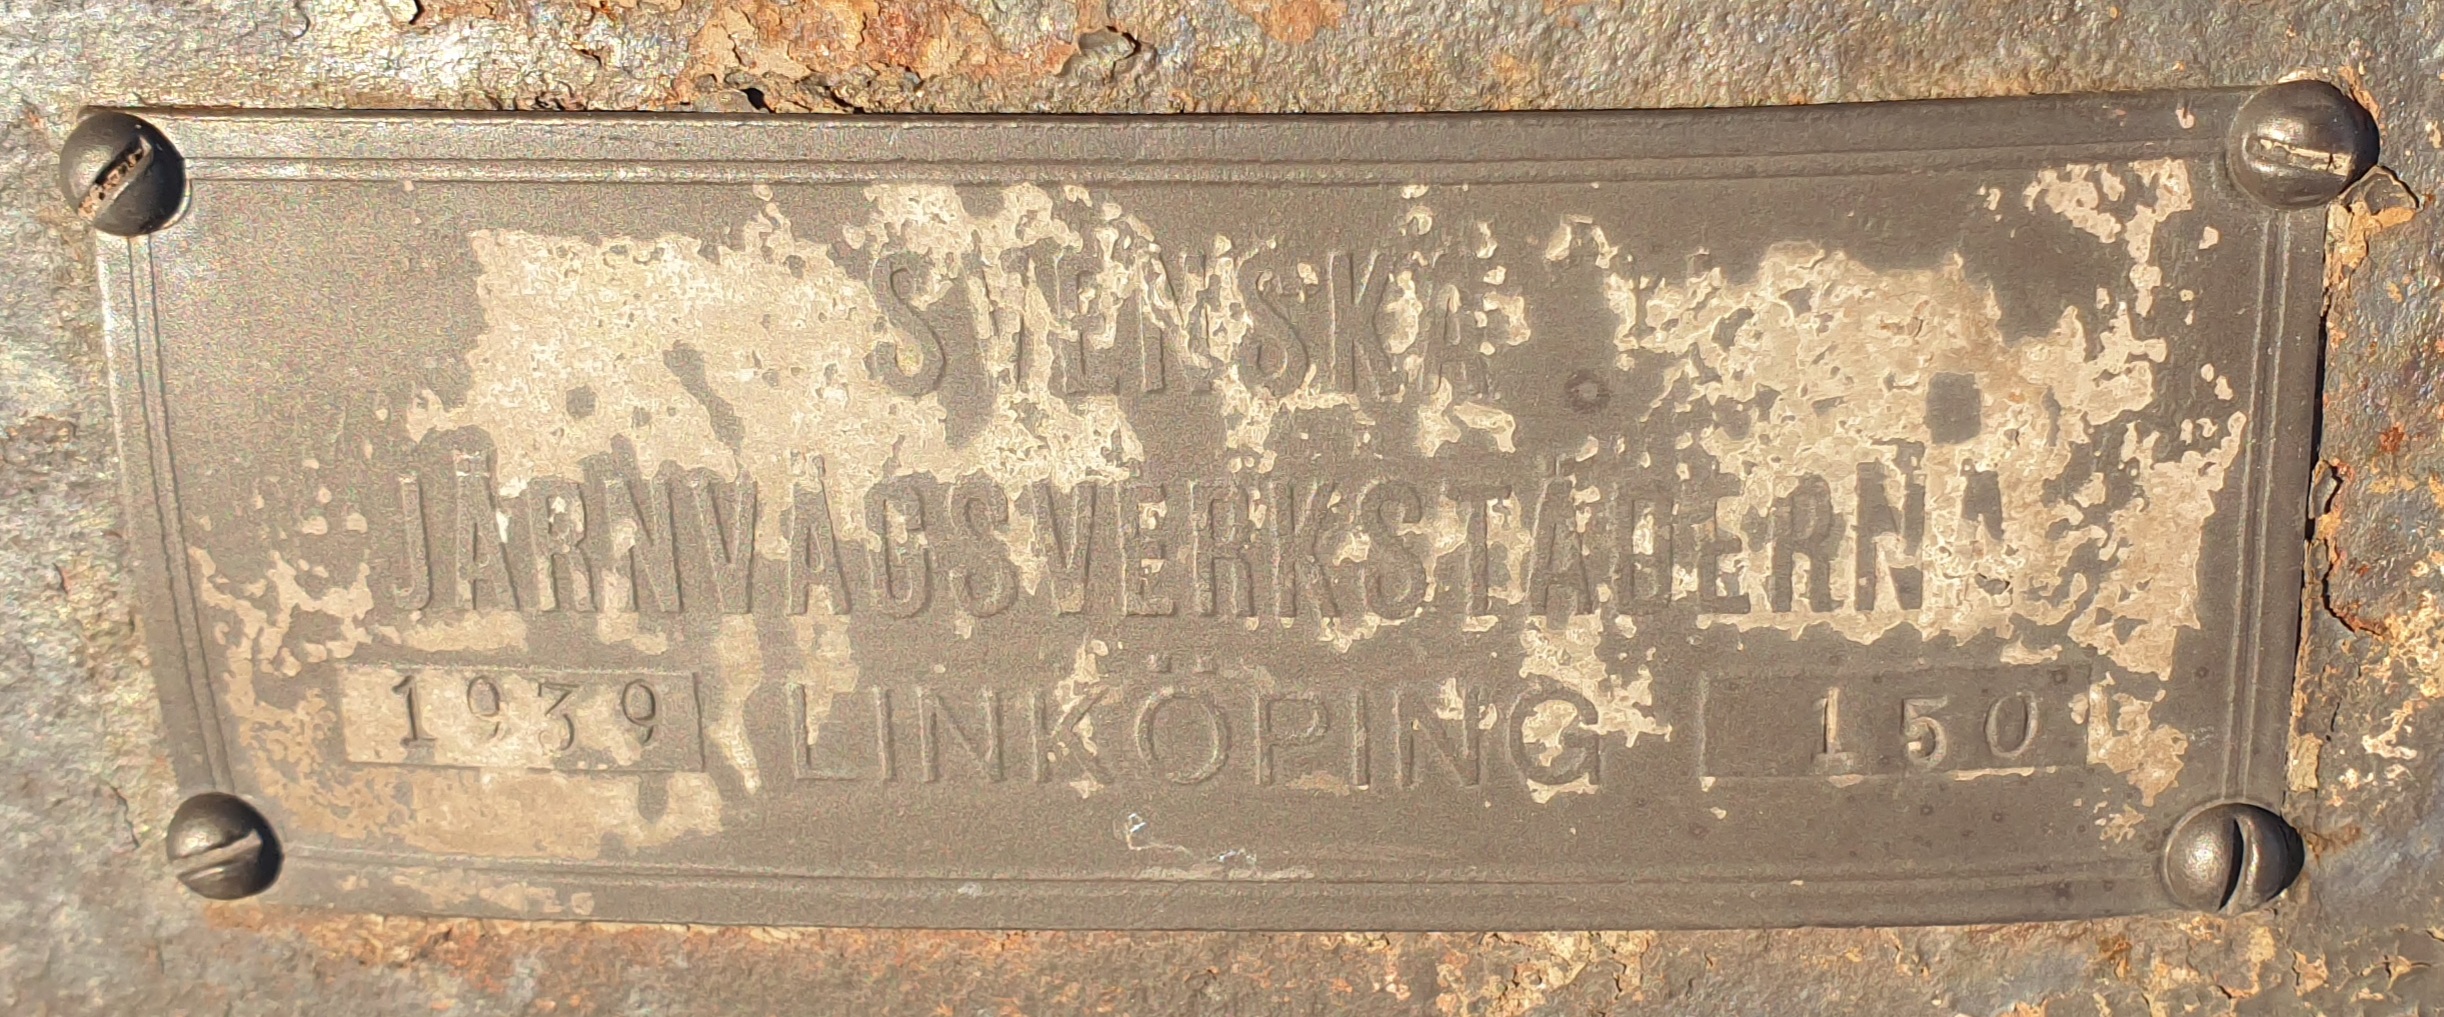 SVENSKA
JÄRNVÄGSVERKSTÄDERNA
1939 LINKÖPING 150